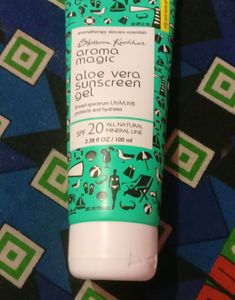 aromatherapy skincare essentials
Blossom Kochhar
aroma
magic
aloe vera
sunscreen
gel
broad-spectrum UVA/UVB
protects and hydrates
SPF 20 ALL NATURAL
MINERAL LINE
3.38 fl OZ / 100 ml